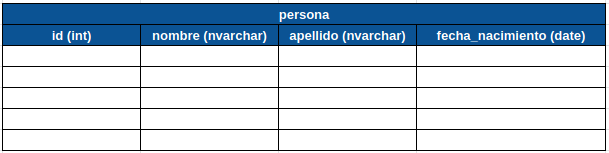 persona
id (int) nombre (nvarchar) apellido (nvarchar) fecha_nacimiento (date)